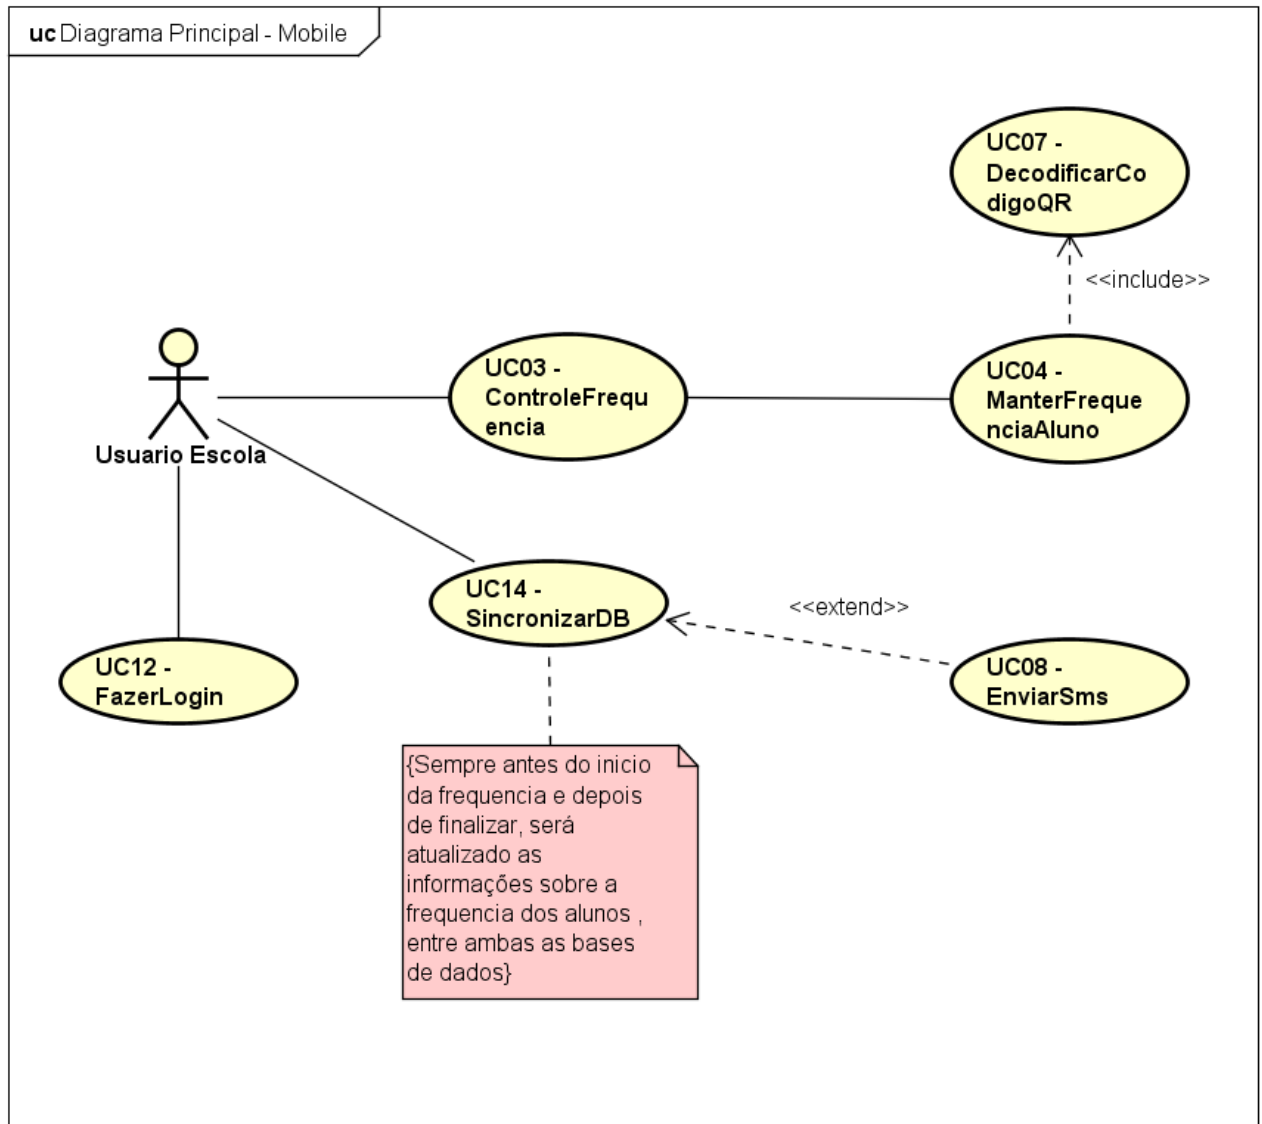 uc Diagrama Principal - Mobile
UC07 -
DecodificarCo
digoQR
<<include>>
UC03 -
ControleFrequ
encia
UC04 -
ManterFreque
nciaAluno
Usuario Escola
UC14 -
SincronizarDB
<<extend>>
UC12 -
FazerLogin
UC08 -
EnviarSms
{Sempre antes do inicio
da frequencia e depois
de finalizar, será
atualizado as
informações sobre a
frequencia dos alunos ,
entre ambas as bases
de dados}